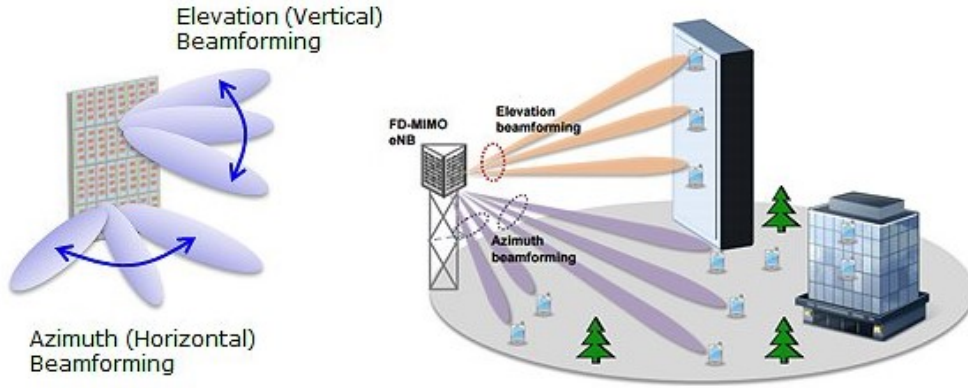 Elevation (Vertical)
Beamforming
Azimuth (Horizontal)
Beamforming
FD-MIMO
eNB
Elevation
beamforming
Azimuth
beamforming